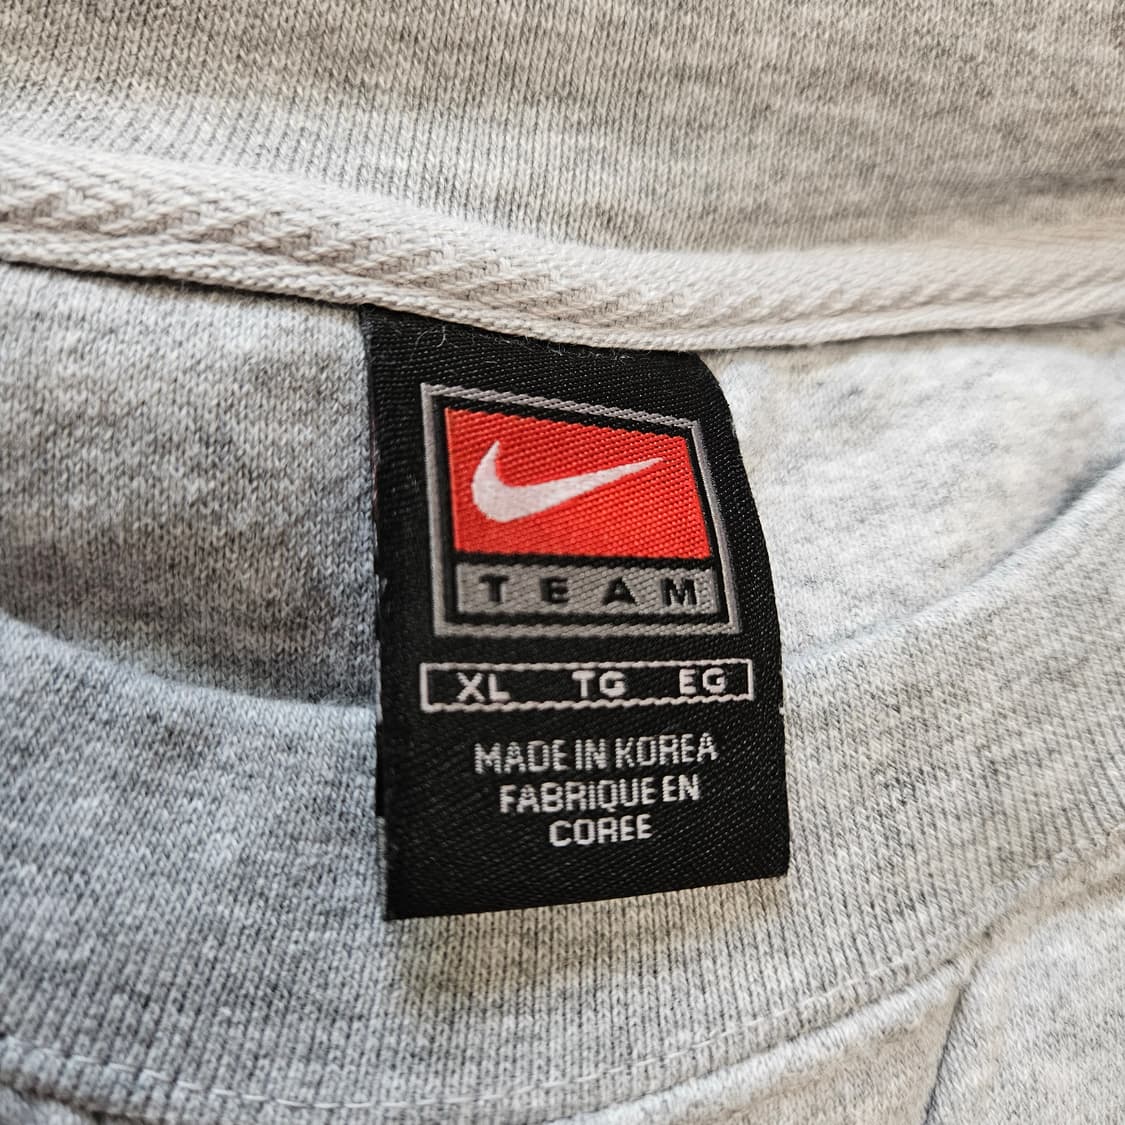 TEAM
XL TG EG
MADE IN KOREA
FABRIQUE EN
COREE